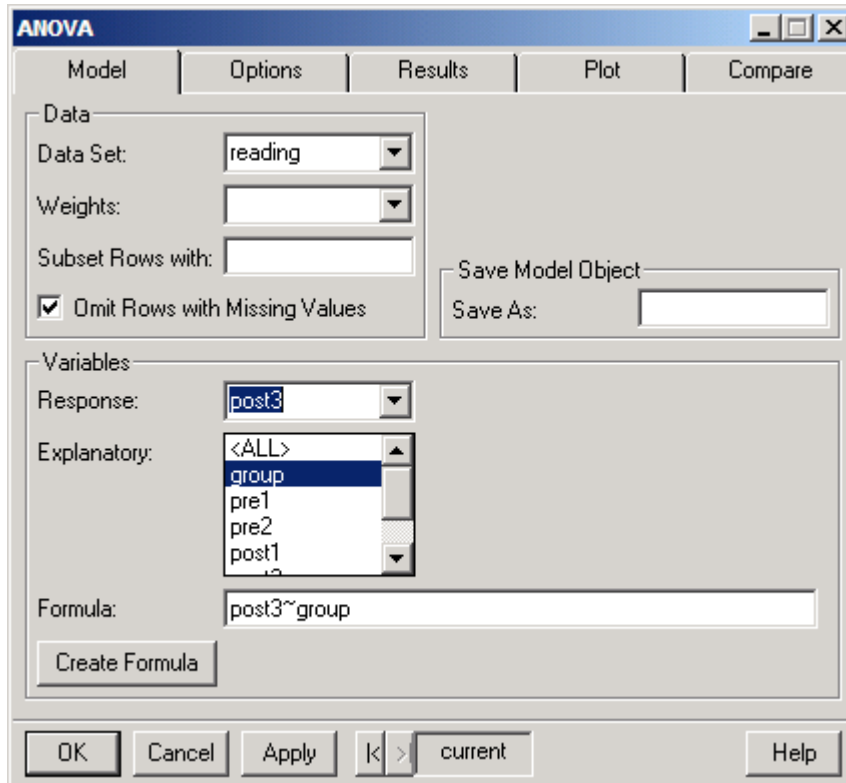 ANOVA
Model Options Results Plot Compare
Data
Data Set: reading
Weights:
Subset Rows with:
Omit Rows with Missing Values
Save Model Object
Save As:
Variables
Response: post3
Explanatory: <ALL>
group
pre1
pre2
post1
Formula: post3~group
Create Formula
OK Cancel Apply current Help